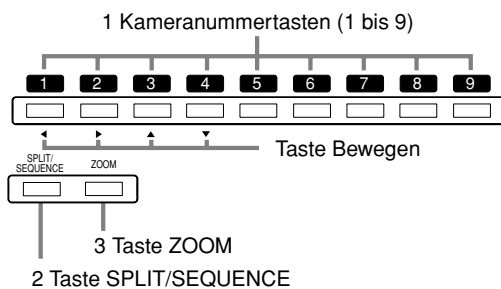 1 Kameranummertasten (1 bis 9)
1 2 3 4 5 6 7 8 9
Taste Bewegen
SPLIT/
SEQUENCE
ZOOM
3 Taste ZOOM
2 Taste SPLIT/SEQUENCE